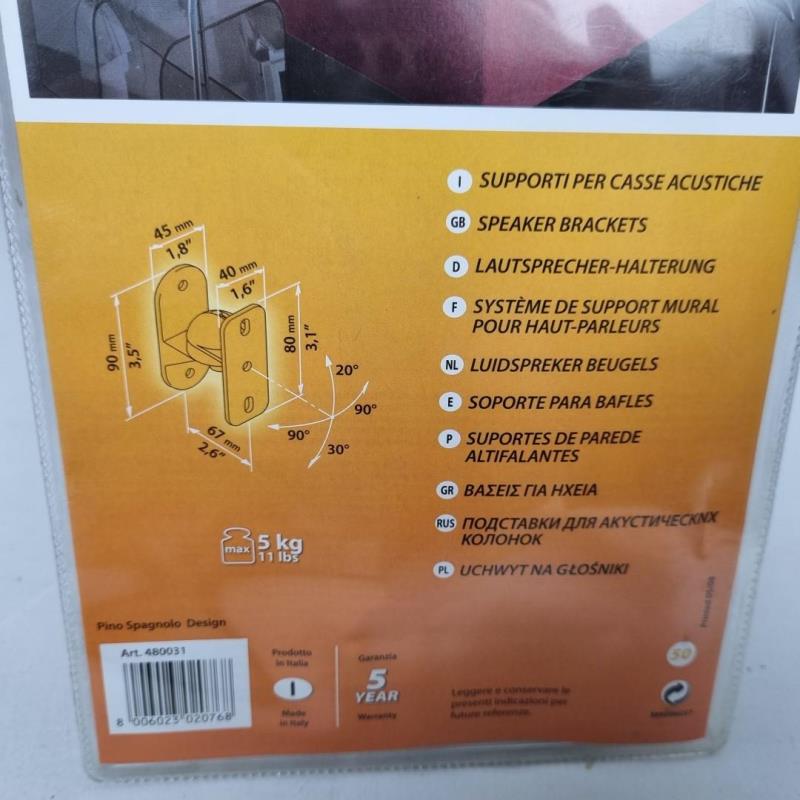 I SUPPORTI PER CASSE ACUSTICHE
GB SPEAKER BRACKETS
D LAUTSPRECHER-HALTERUNG
F SYSTÈME DE SUPPORT MURAL
POUR HAUT-PARLEURS
NL LUIDSPREKER BEUGELS
E SOPORTE PARA BAFLES
P SUPORTES DE PAREDE
ALTIFALANTES
GR ΒΑΣΕΙΣ ΓΙΑ ΗΧΕΙΑ
RUS ПОДСТАВКИ ДЛЯ АКУСТИЧЕСКNX
КОЛОНОК
PL UCHWYT NA GŁOŚNIKI
45 mm
1,8"
40 mm
1,6"
90 mm
3,5"
80 mm
3,1"
20°
90°
90°
30°
67 mm
2,6"
max 5 kg
11 lbs
Pino Spagnolo Design
Art. 480031
8 006023 020768
Prodotto
in Italia
I
Made
in Italy
Garanzia
5
YEAR
Warranty
Leggere e conservare le
presenti indicazioni per
future referenze.
Printed 05/08
50